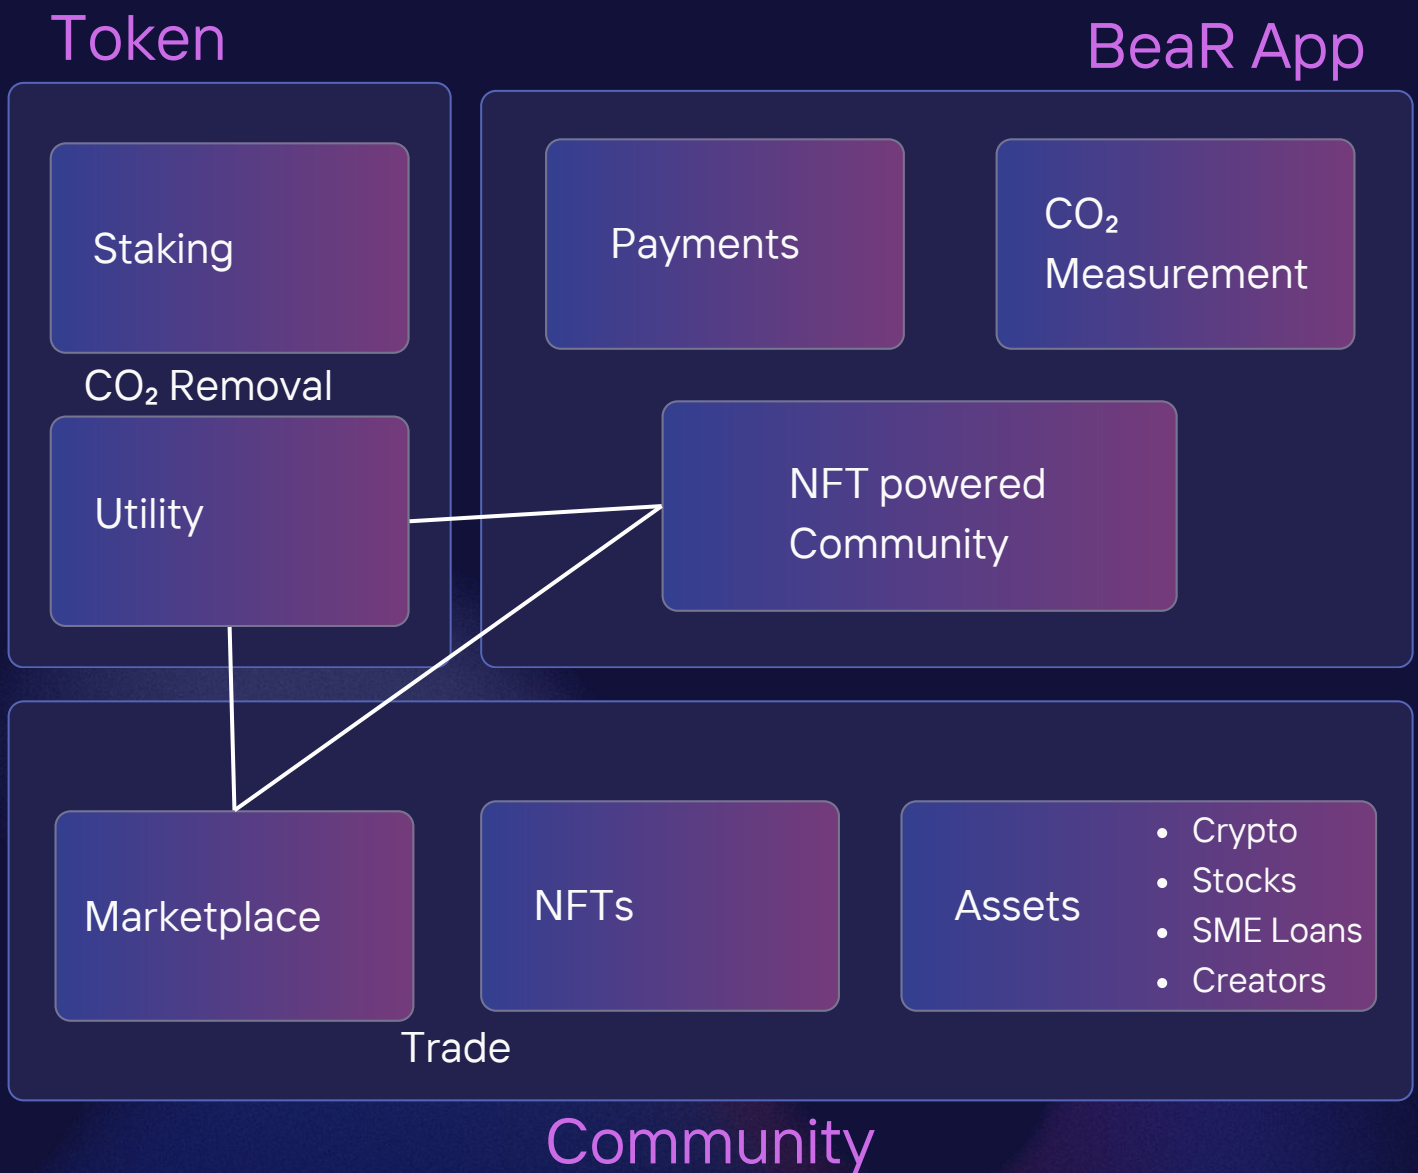 Token
BeaR App
Staking
CO₂ Removal
Utility
Payments
CO₂
Measurement
NFT powered
Community
Marketplace
NFTs
Assets
• Crypto
• Stocks
• SME Loans
• Creators
Trade
Community